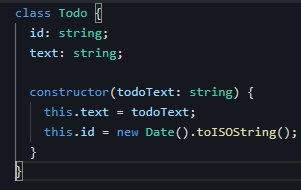 class Todo {
  id: string;
  text: string;

  constructor(todoText: string) {
    this.text = todoText;
    this.id = new Date().toISOString();
  }
}